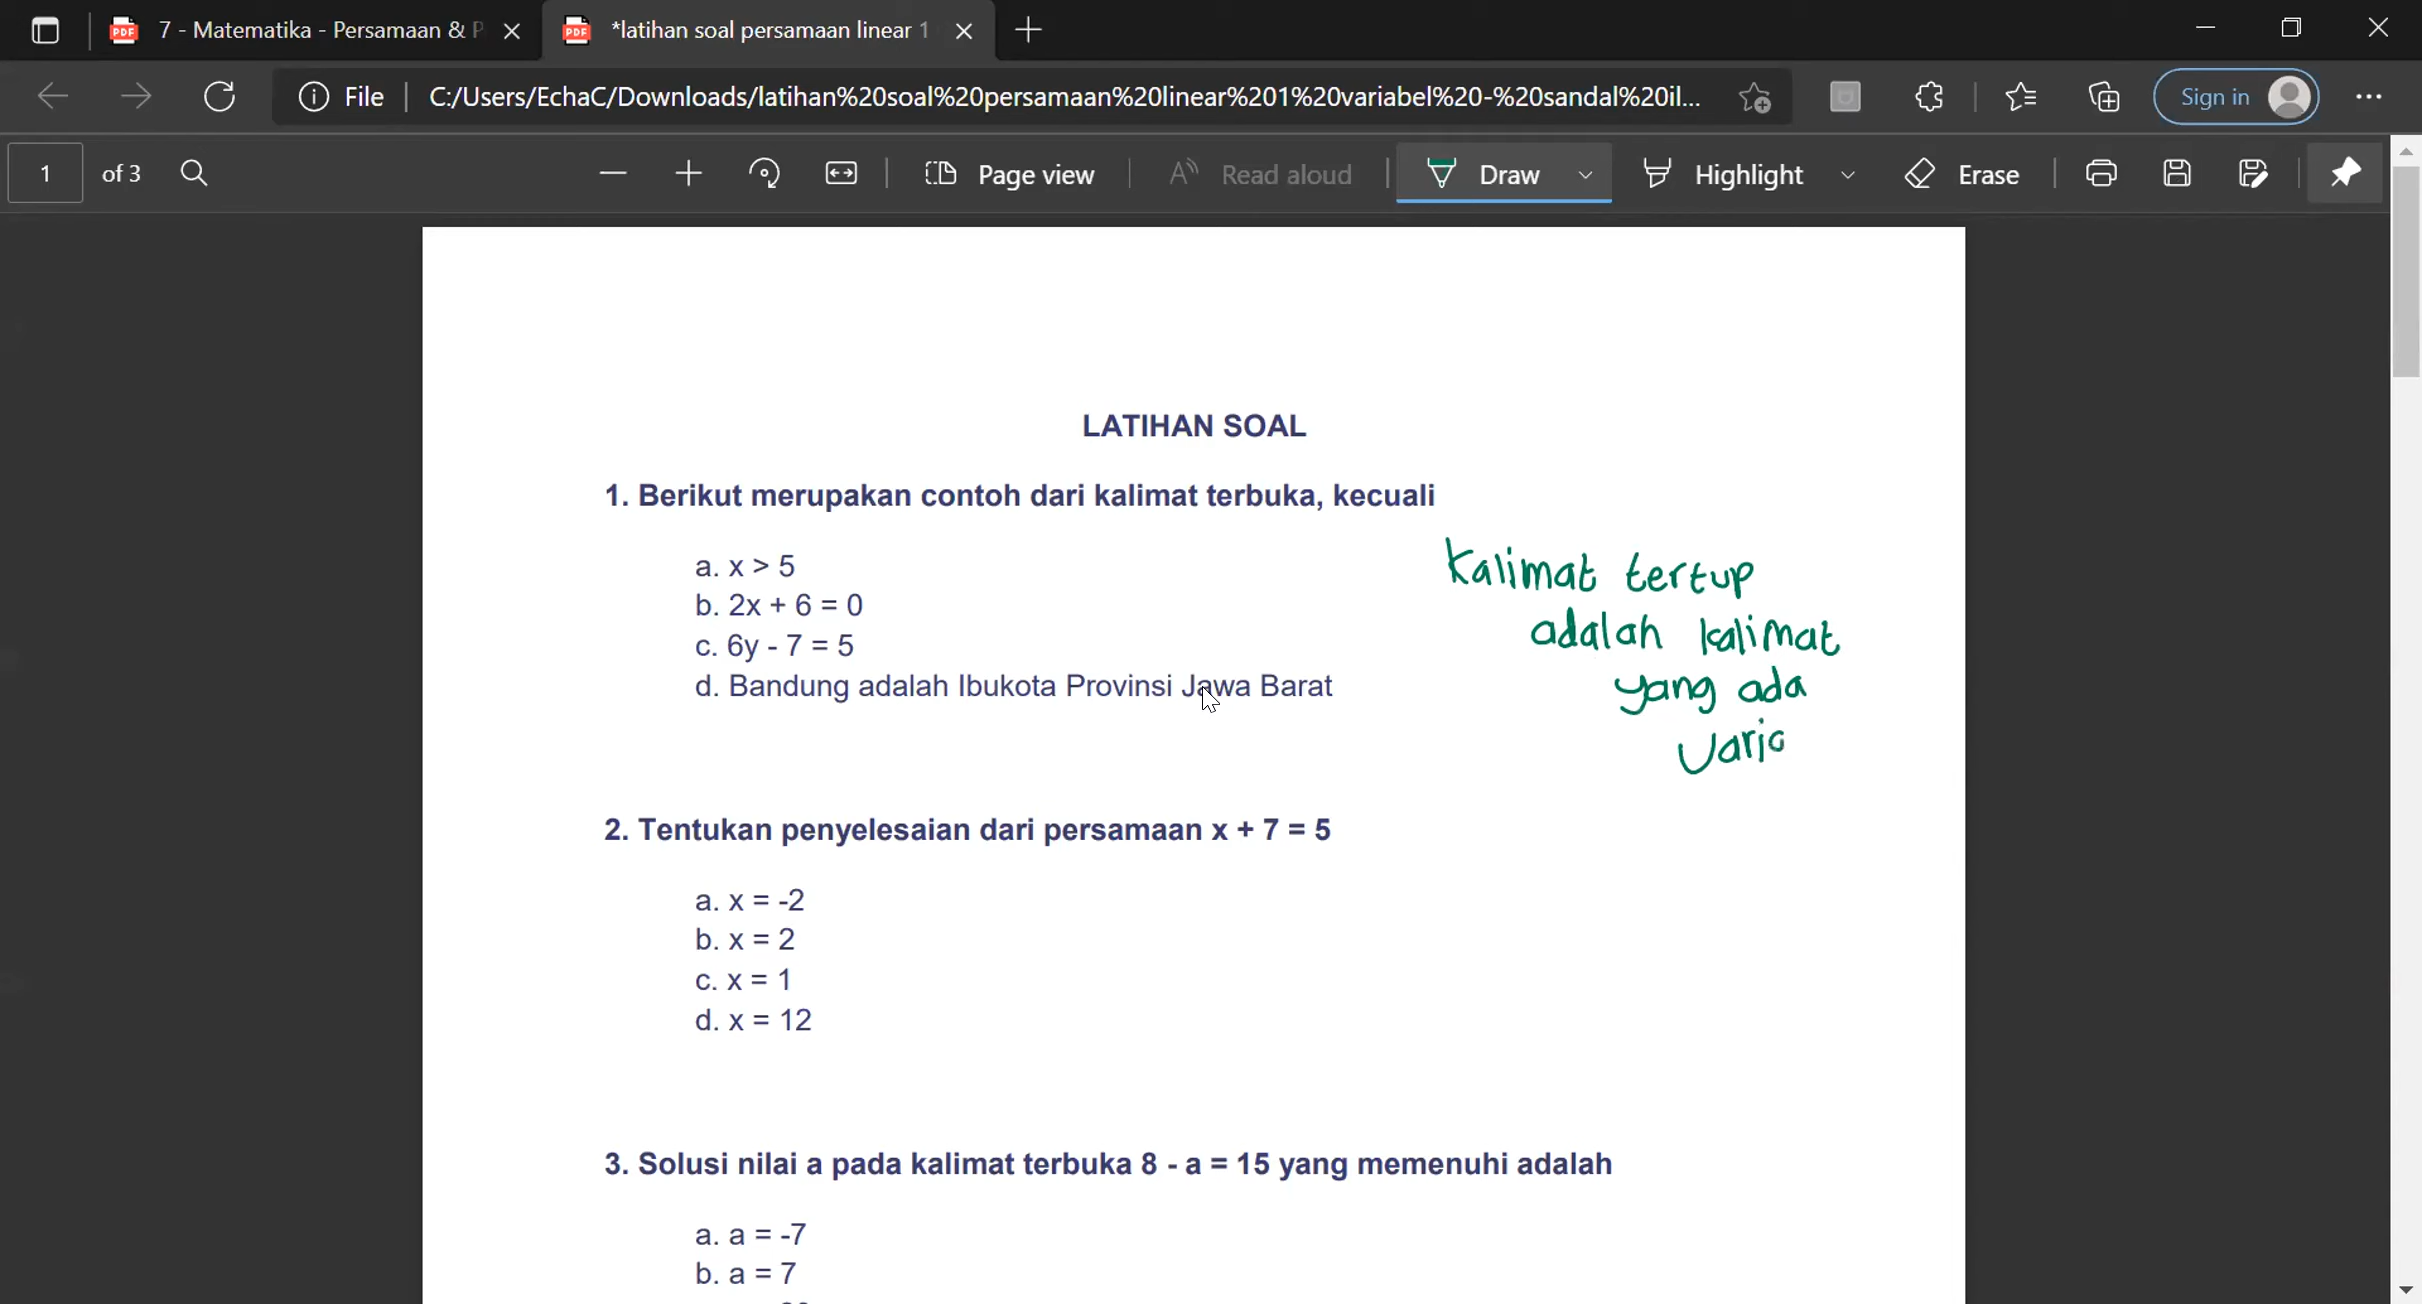 7 - Matematika - Persamaan & P
*latihan soal persamaan linear 1
File
C:/Users/EchaC/Downloads/latihan%20soal%20persamaan%20linear%201%20variabel%20-%20sandal%20il...
Sign in
1 of 3
Page view
Read aloud
Draw
Highlight
Erase
LATIHAN SOAL
1. Berikut merupakan contoh dari kalimat terbuka, kecuali
a. x > 5
b. 2x + 6 = 0
c. 6y - 7 = 5
d. Bandung adalah Ibukota Provinsi Jawa Barat
Kalimat tertup
adalah kalimat
yang ada
varia
2. Tentukan penyelesaian dari persamaan x + 7 = 5
a. x = -2
b. x = 2
c. x = 1
d. x = 12
3. Solusi nilai a pada kalimat terbuka 8 - a = 15 yang memenuhi adalah
a. a = -7
b. a = 7